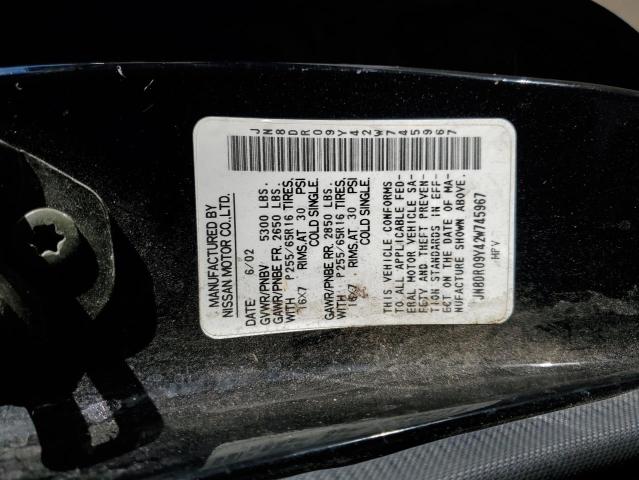 JN8DR09Y42W745967
MANUFACTURED BY
NISSAN MOTOR CO.,LTD.
DATE 6/02
GVWR/PNBV 5300 LBS.
GAWR/PNBE FR. 2650 LBS.
WITH P255/65R16 TIRES,
16x7 RIMS,AT 30 PSI
COLD SINGLE.
GAWR/PNBE RR. 2850 LBS.
WITH P255/65R16 TIRES,
16x7 RIMS,AT 30 PSI
COLD SINGLE.
THIS VEHICLE CONFORMS
TO ALL APPLICABLE FED-
ERAL MOTOR VEHICLE SA-
FETY AND THEFT PREVEN-
TION STANDARDS IN EFF-
ECT ON THE DATE OF MA-
NUFACTURE SHOWN ABOVE.
JN8DR09Y42W745967
MPV